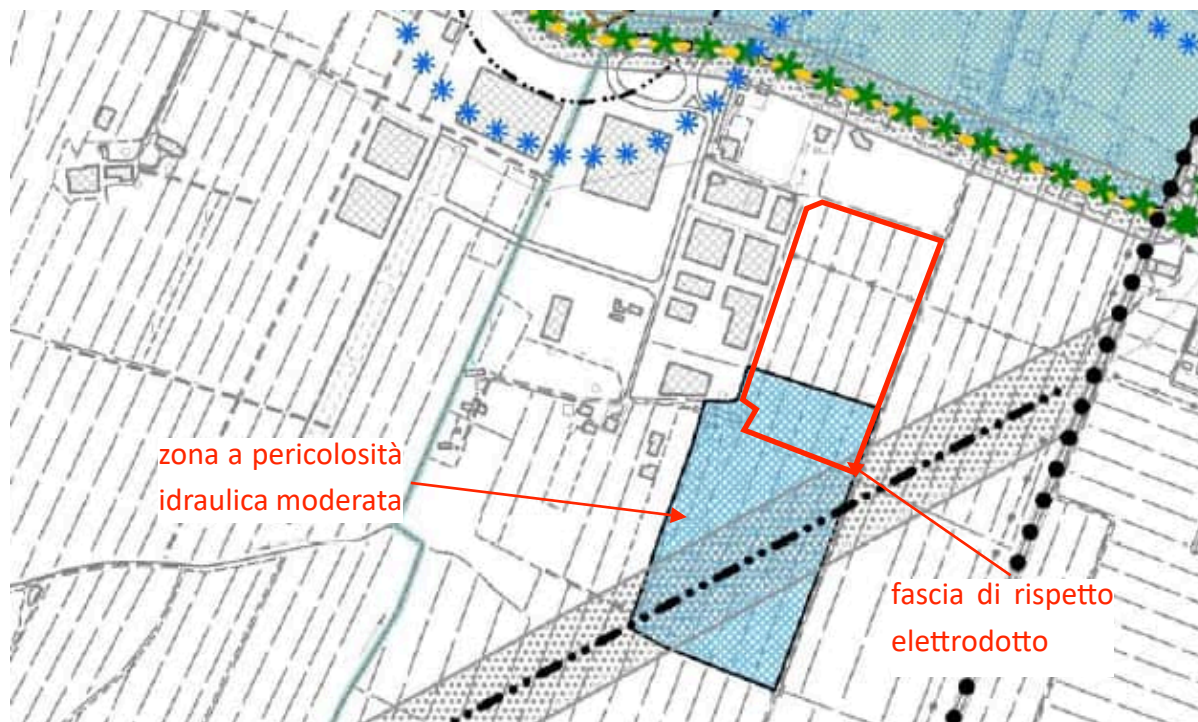 zona a pericolosità
idraulica moderata
fascia di rispetto
elettrodotto